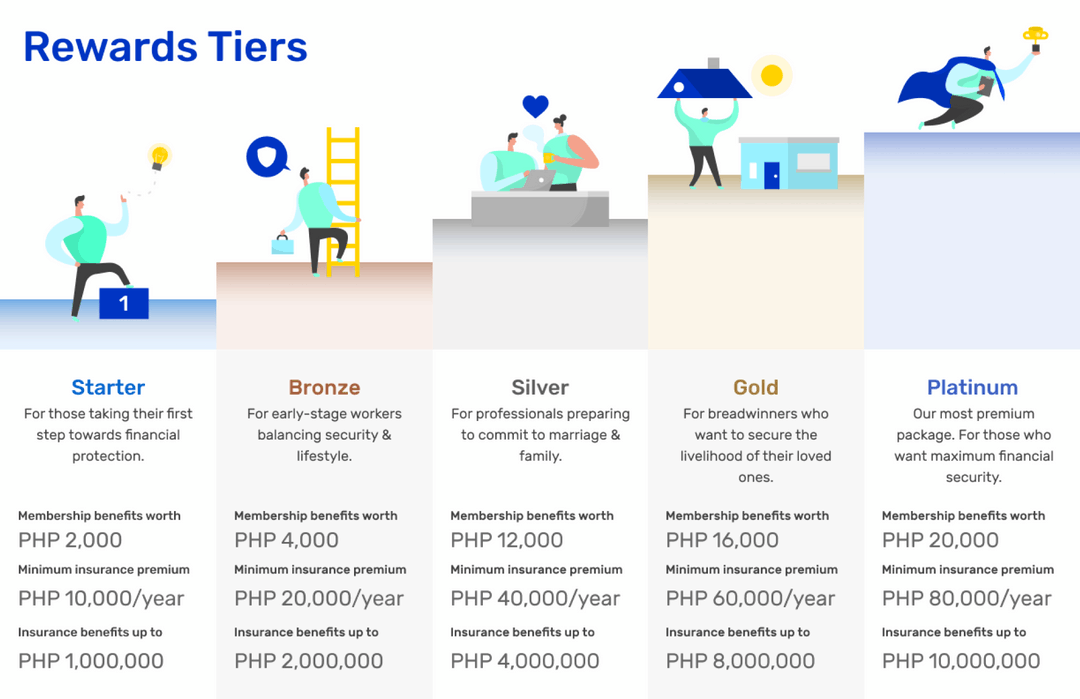 Rewards Tiers
1
Starter
For those taking their first
step towards financial
protection.
Membership benefits worth
PHP 2,000
Minimum insurance premium
PHP 10,000/year
Insurance benefits up to
PHP 1,000,000
Bronze
For early-stage workers
balancing security &
lifestyle.
Membership benefits worth
PHP 4,000
Minimum insurance premium
PHP 20,000/year
Insurance benefits up to
PHP 2,000,000
Silver
For professionals preparing
to commit to marriage &
family.
Membership benefits worth
PHP 12,000
Minimum insurance premium
PHP 40,000/year
Insurance benefits up to
PHP 4,000,000
Gold
For breadwinners who
want to secure the
livelihood of their loved
ones.
Membership benefits worth
PHP 16,000
Minimum insurance premium
PHP 60,000/year
Insurance benefits up to
PHP 8,000,000
Platinum
Our most premium
package. For those who
want maximum financial
security.
Membership benefits worth
PHP 20,000
Minimum insurance premium
PHP 80,000/year
Insurance benefits up to
PHP 10,000,000